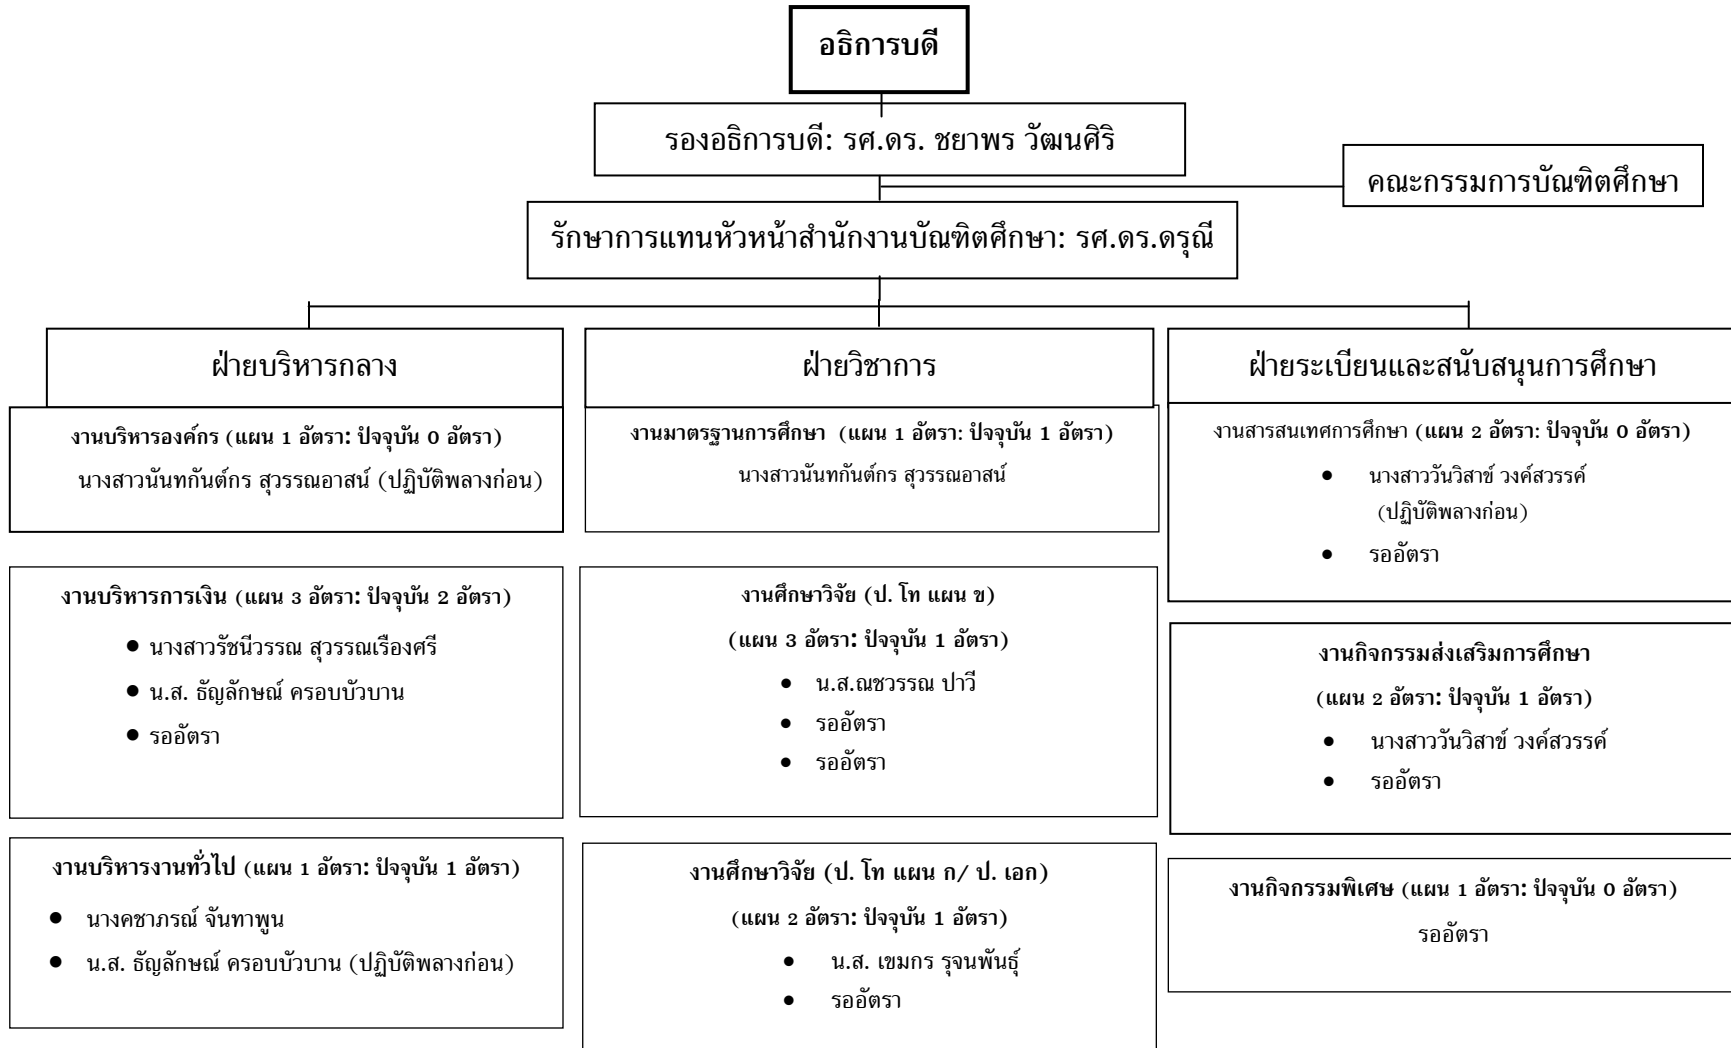 อธิการบดี
รองอธิการบดี: รศ.ดร. ชยาพร วัฒนศิริ
คณะกรรมการบัณฑิตศึกษา
รักษาการแทนหัวหน้าสำนักงานบัณฑิตศึกษา: รศ.ดร.ดรุณี
ฝ่ายบริหารกลาง
งานบริหารองค์กร (แผน 1 อัตรา: ปัจจุบัน 0 อัตรา)
นางสาวนันทกันต์กร สุวรรณอาสน์ (ปฏิบัติพลางก่อน)
งานบริหารการเงิน (แผน 3 อัตรา: ปัจจุบัน 2 อัตรา)
● นางสาวรัชนีวรรณ สุวรรณเรืองศรี
● น.ส. ธัญลักษณ์ ครอบบัวบาน
● รออัตรา
งานบริหารงานทั่วไป (แผน 1 อัตรา: ปัจจุบัน 1 อัตรา)
● นางคชาภรณ์ จันทาพูน
● น.ส. ธัญลักษณ์ ครอบบัวบาน (ปฏิบัติพลางก่อน)
ฝ่ายวิชาการ
งานมาตรฐานการศึกษา (แผน 1 อัตรา: ปัจจุบัน 1 อัตรา)
นางสาวนันทกันต์กร สุวรรณอาสน์
งานศึกษาวิจัย (ป. โท แผน ข)
(แผน 3 อัตรา: ปัจจุบัน 1 อัตรา)
● น.ส.ณชวรรณ ปาวี
● รออัตรา
● รออัตรา
งานศึกษาวิจัย (ป. โท แผน ก/ ป. เอก)
(แผน 2 อัตรา: ปัจจุบัน 1 อัตรา)
● น.ส. เขมกร รุจนพันธุ์
● รออัตรา
ฝ่ายระเบียนและสนับสนุนการศึกษา
งานสารสนเทศการศึกษา (แผน 2 อัตรา: ปัจจุบัน 0 อัตรา)
● นางสาววันวิสาข์ วงค์สวรรค์
(ปฏิบัติพลางก่อน)
● รออัตรา
งานกิจกรรมส่งเสริมการศึกษา
(แผน 2 อัตรา: ปัจจุบัน 1 อัตรา)
● นางสาววันวิสาข์ วงค์สวรรค์
● รออัตรา
งานกิจกรรมพิเศษ (แผน 1 อัตรา: ปัจจุบัน 0 อัตรา)
รออัตรา